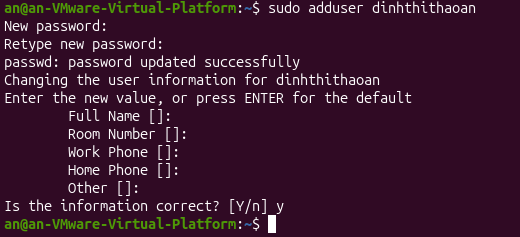 an@an-VMware-Virtual-Platform:~$ sudo adduser dinhthithaoan
New password:
Retype new password:
passwd: password updated successfully
Changing the user information for dinhthithaoan
Enter the new value, or press ENTER for the default
        Full Name []:
        Room Number []:
        Work Phone []:
        Home Phone []:
        Other []:
Is the information correct? [Y/n] y
an@an-VMware-Virtual-Platform:~$